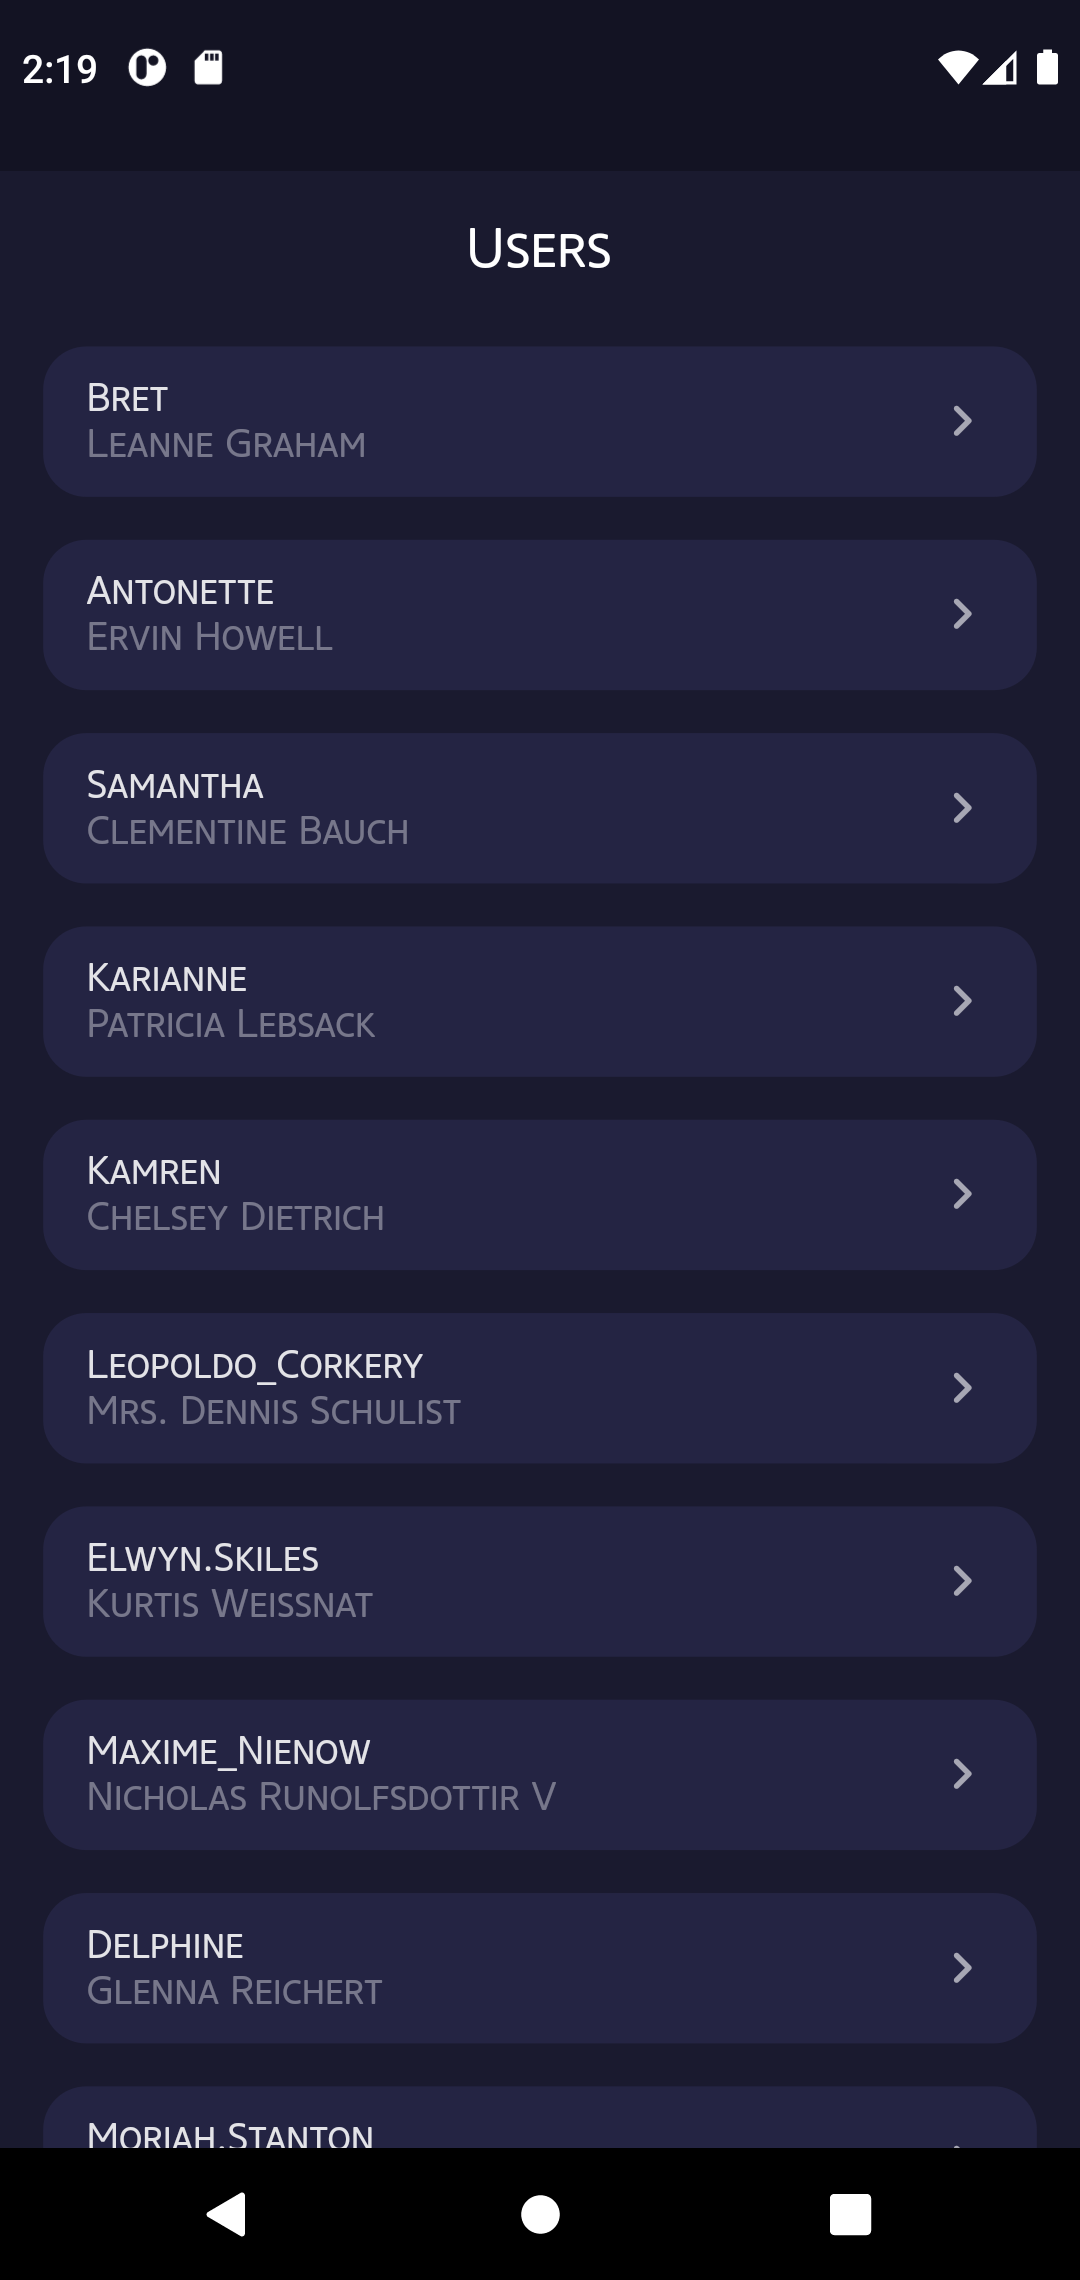 2:19
Users
Bret
Leanne Graham
Antonette
Ervin Howell
Samantha
Clementine Bauch
Karianne
Patricia Lebsack
Kamren
Chelsey Dietrich
Leopoldo_Corkery
Mrs. Dennis Schulist
Elwyn.Skiles
Kurtis Weissnat
Maxime_Nienow
Nicholas Runolfsdottir V
Delphine
Glenna Reichert
Moriah.Stanton